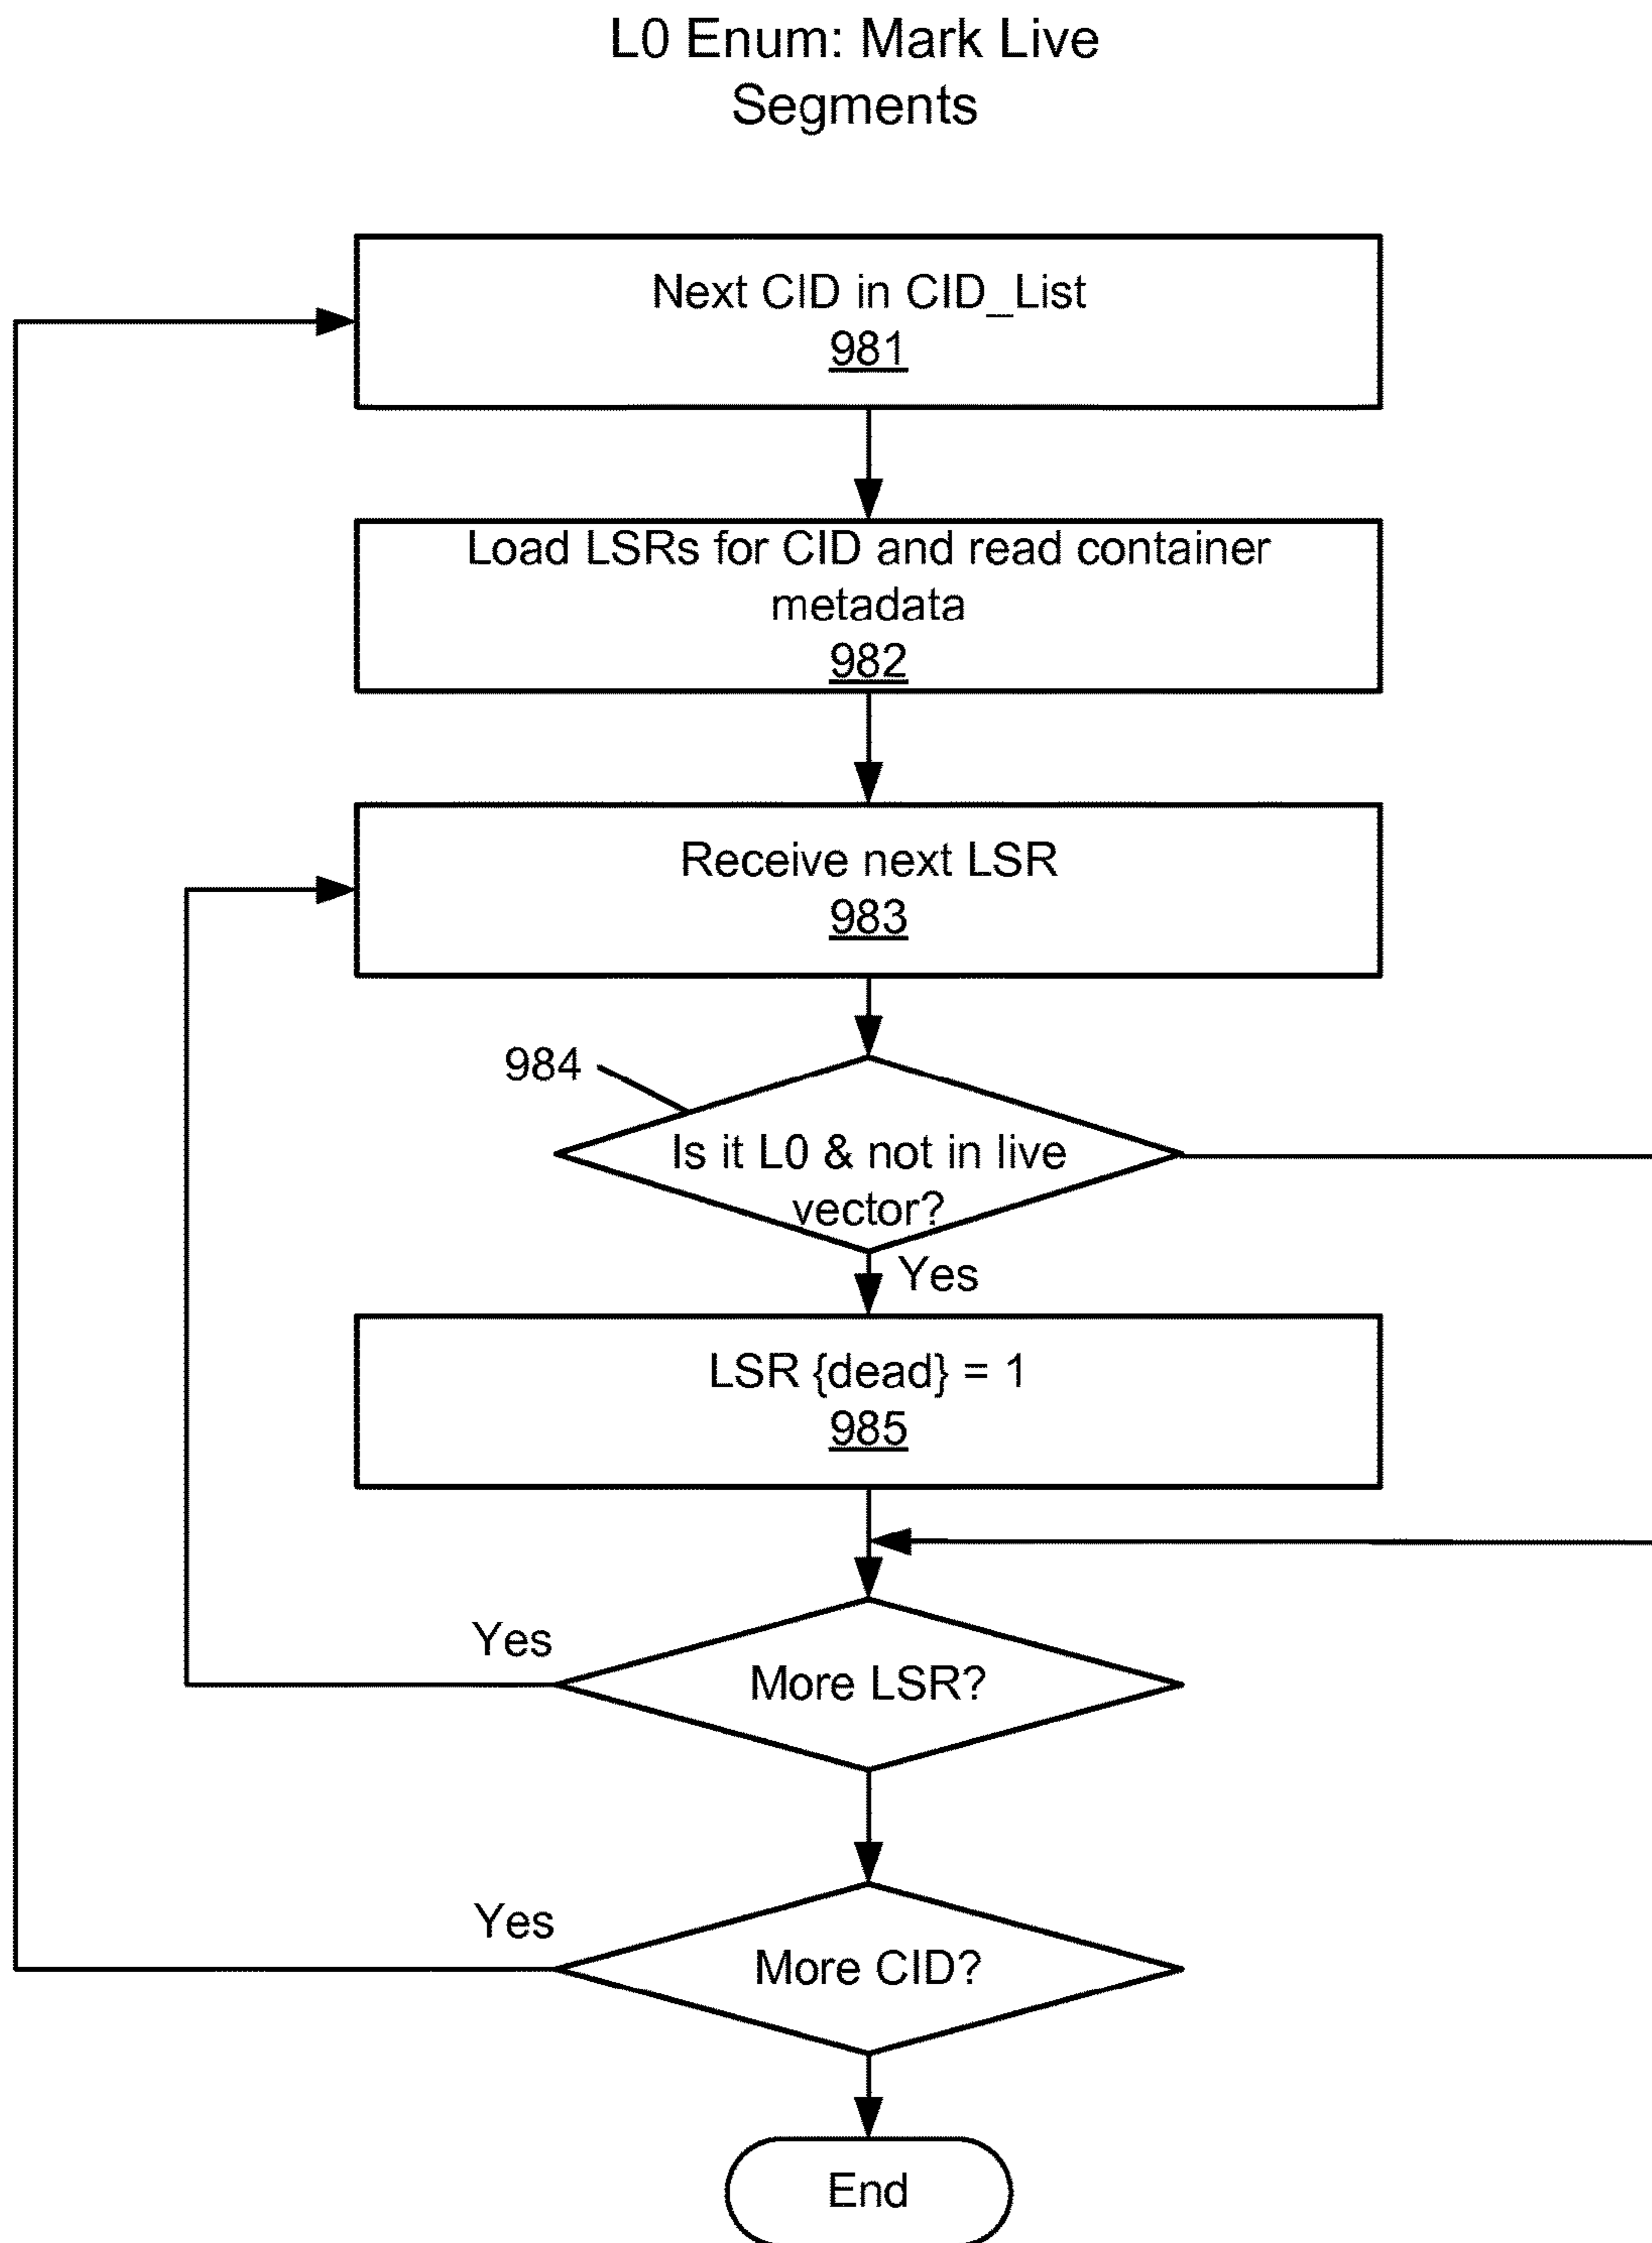 L0 Enum: Mark Live
Segments
Next CID in CID_List
981
Load LSRs for CID and read container
metadata
982
Receive next LSR
983
984
Is it L0 & not in live
vector?
Yes
LSR {dead} = 1
985
Yes
More LSR?
Yes
More CID?
End